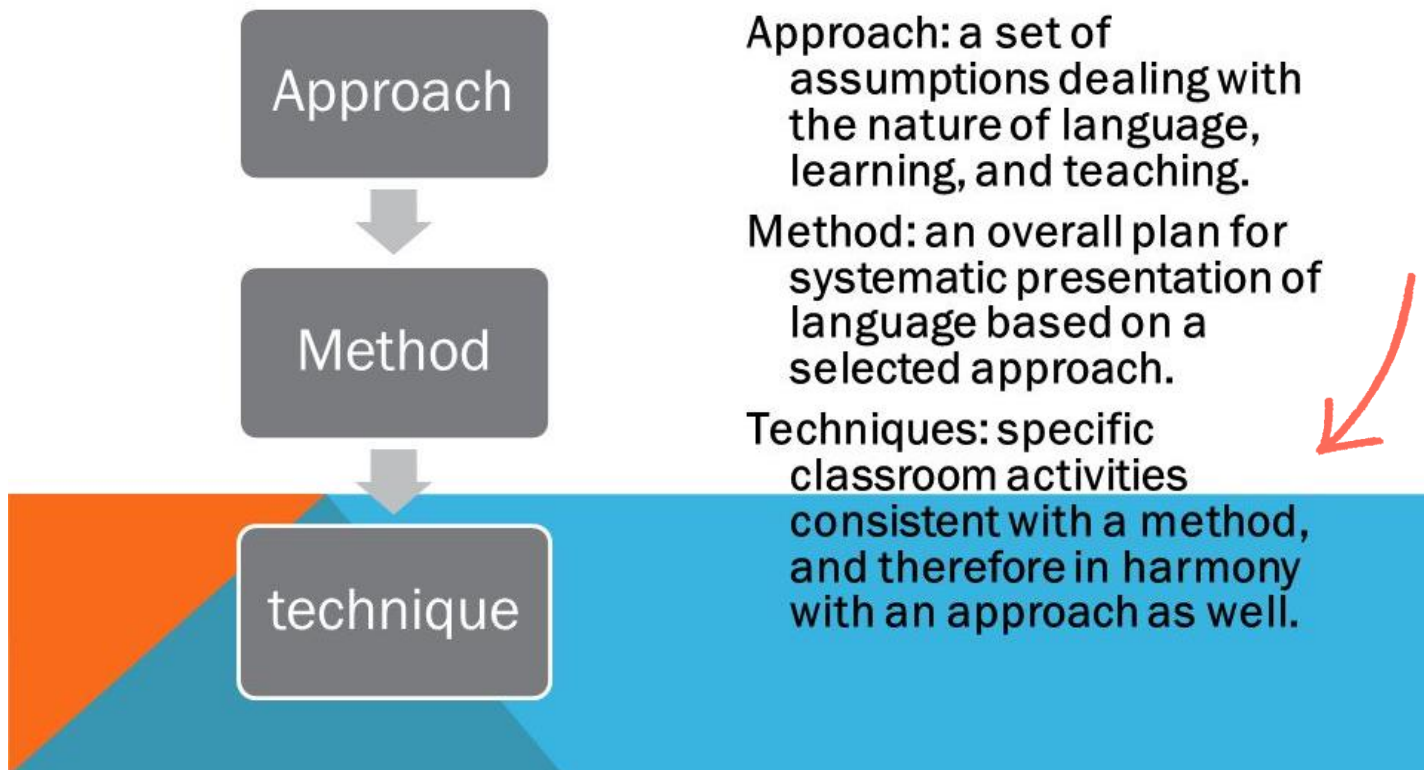 Approach
Method
technique
Approach: a set of
assumptions dealing with
the nature of language,
learning, and teaching.
Method: an overall plan for
systematic presentation of
language based on a
selected approach.
Techniques: specific
classroom activities
consistent with a method,
and therefore in harmony
with an approach as well.